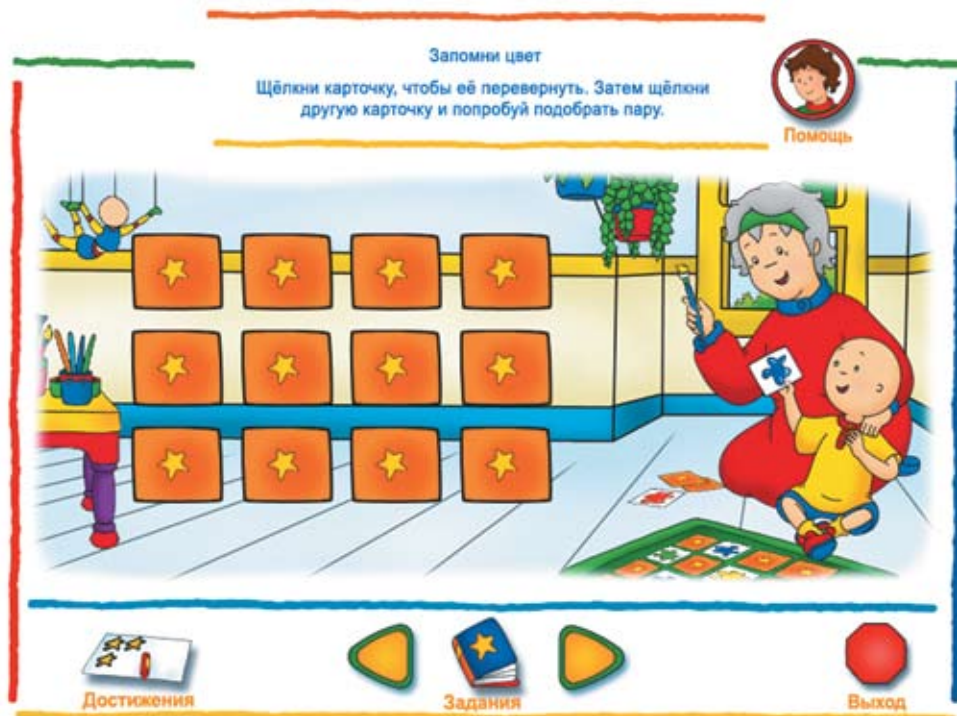 Запомни цвет
Щёлкни карточку, чтобы её перевернуть. Затем щёлкни
другую карточку и попробуй подобрать пару.
Помощь
Достижения
Задания
Выход